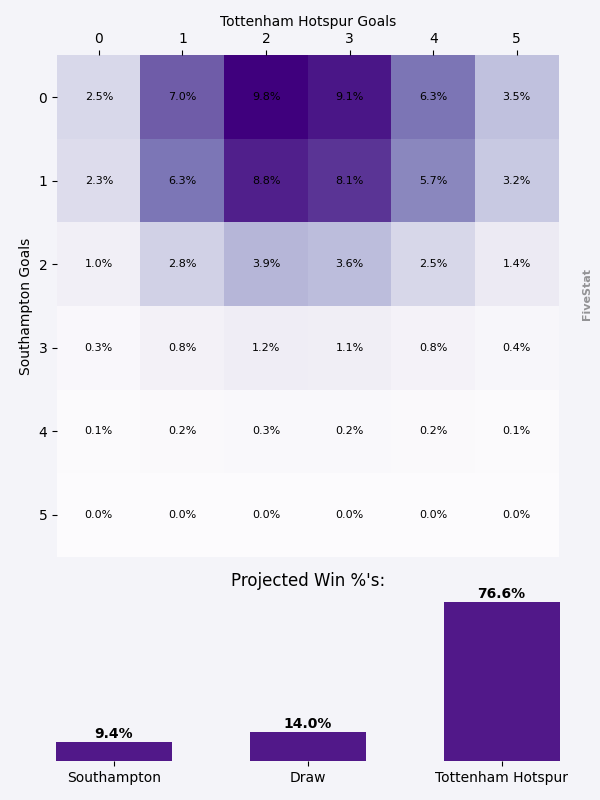 Tottenham Hotspur Goals
0 1 2 3 4 5
0 2.5% 7.0% 9.8% 9.1% 6.3% 3.5%
1 2.3% 6.3% 8.8% 8.1% 5.7% 3.2%
2 1.0% 2.8% 3.9% 3.6% 2.5% 1.4%
3 0.3% 0.8% 1.2% 1.1% 0.8% 0.4%
4 0.1% 0.2% 0.3% 0.2% 0.2% 0.1%
5 0.0% 0.0% 0.0% 0.0% 0.0% 0.0%
Southampton Goals
FiveStat
Projected Win %'s:
9.4% 14.0% 76.6%
Southampton Draw Tottenham Hotspur